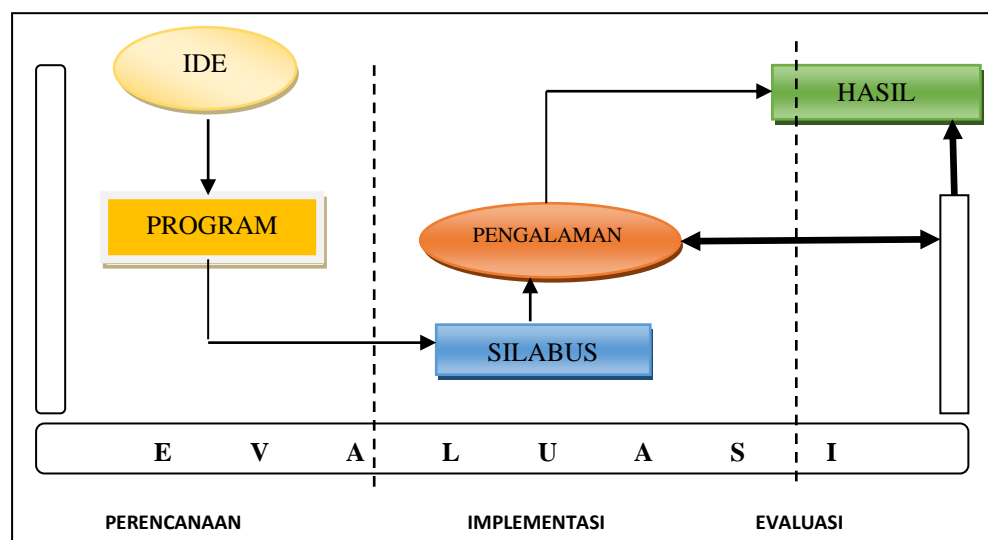 IDE
HASIL
PROGRAM
PENGALAMAN
SILABUS
E V A L U A S I
PERENCANAAN IMPLEMENTASI EVALUASI